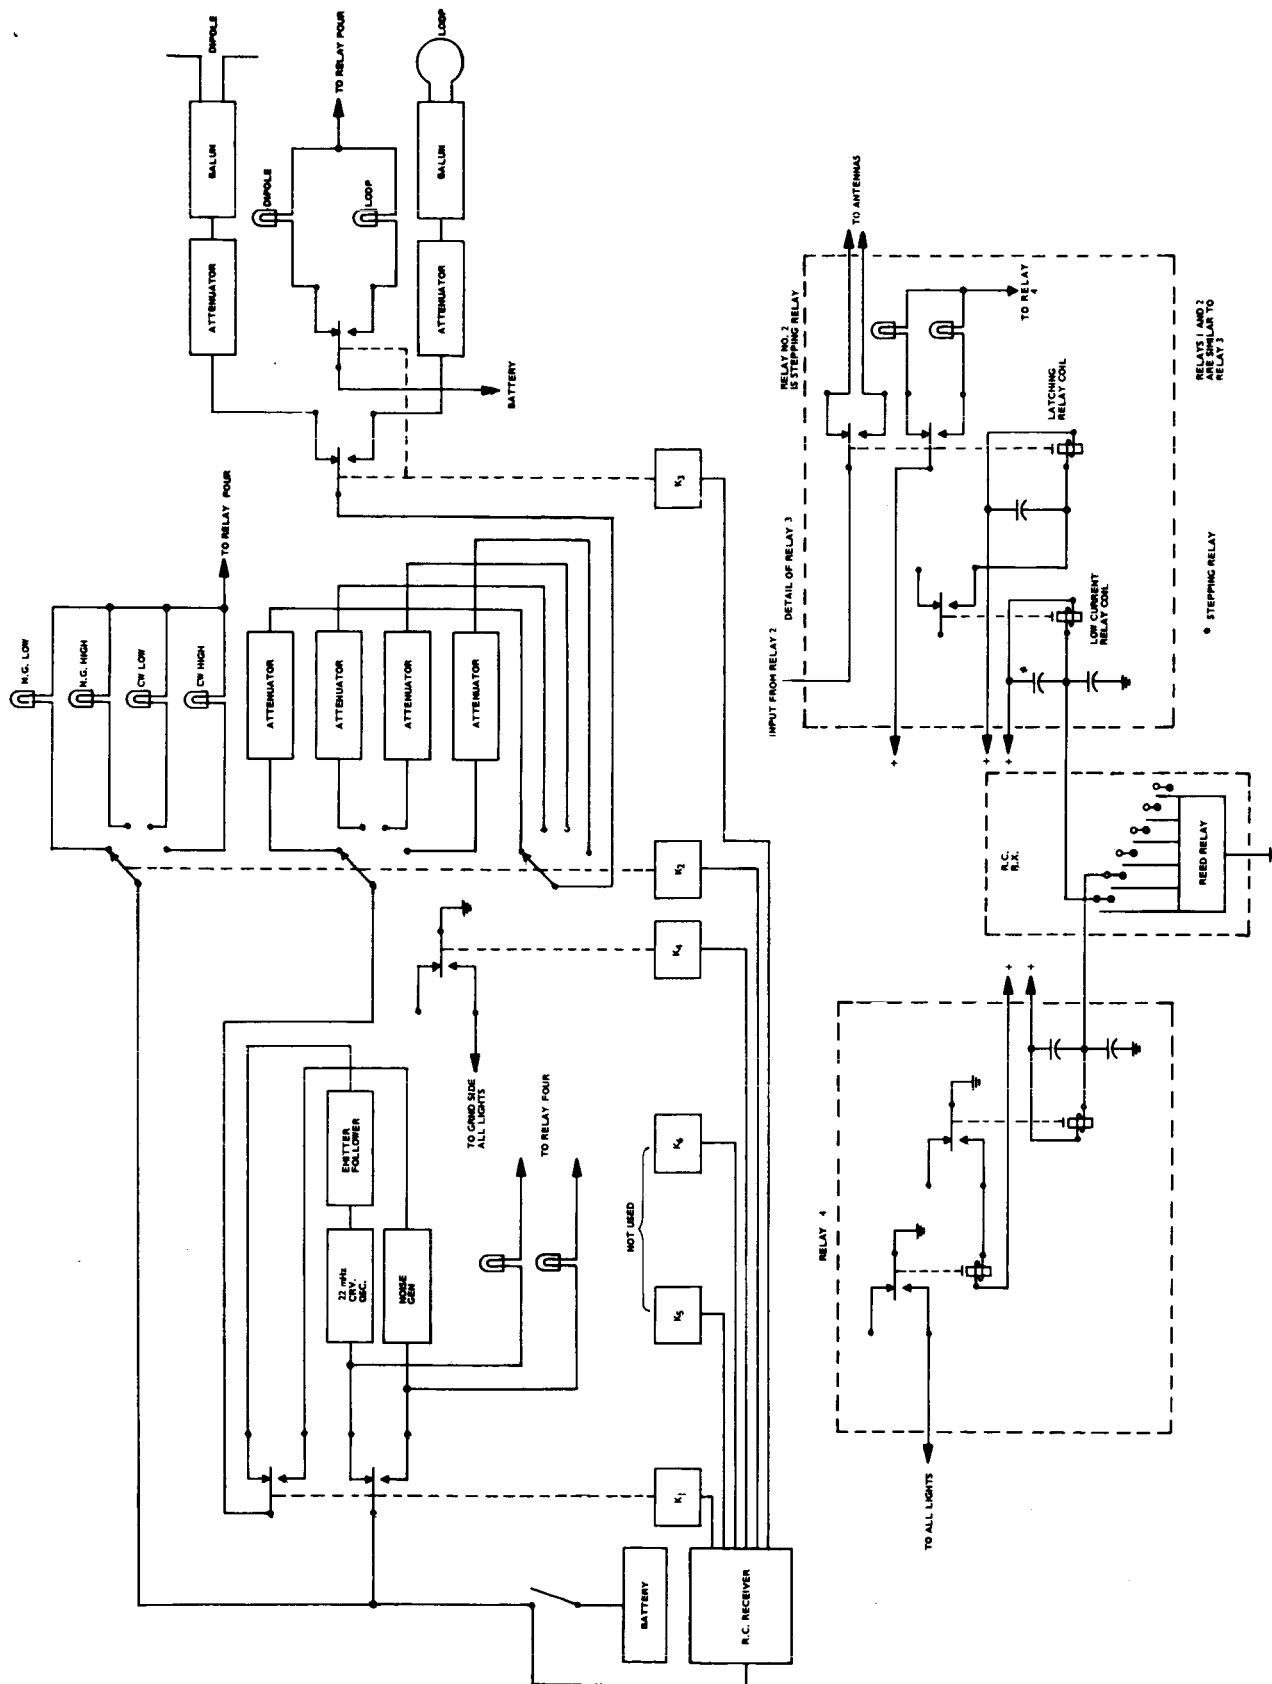 DIPOLE
BALUN
ATTENUATOR
TO RELAY POUR
DIPOLE
LOOP
LOOP
BALUN
ATTENUATOR
BATTERY
N.G. LOW
N.G. HIGH
CW LOW
CW HIGH
TO RELAY POUR
ATTENUATOR
ATTENUATOR
ATTENUATOR
ATTENUATOR
K3
K2
K4
TO GRND SIDE
ALL LIGHTS
EMITTER
FOLLOWER
22 mHz
CRY.
OSC.
NOISE
GEN
TO RELAY FOUR
NOT USED
K6
K5
K1
BATTERY
R.C. RECEIVER
TO ANTENNAS
RELAY NO. 2
IS STEPPING RELAY
TO RELAY
4
LATCHING
RELAY COIL
RELAYS 1 AND 2
ARE SIMILAR TO
RELAY 3
DETAIL OF RELAY 3
INPUT FROM RELAY 2
LOW CURRENT
RELAY COIL
* STEPPING RELAY
+
+
+
*
R.C.
R.X.
REED RELAY
+
+
RELAY 4
TO ALL LIGHTS